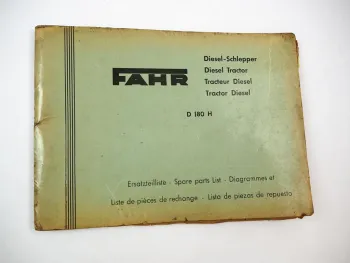 FAHR
Diesel-Schlepper
Diesel Tractor
Tracteur Diesel
Tractor Diesel
D 180 H
Ersatzteilliste - Spare parts List - Diagrammes et
Liste de pièces de rechange - Lista de piezas de repuesto